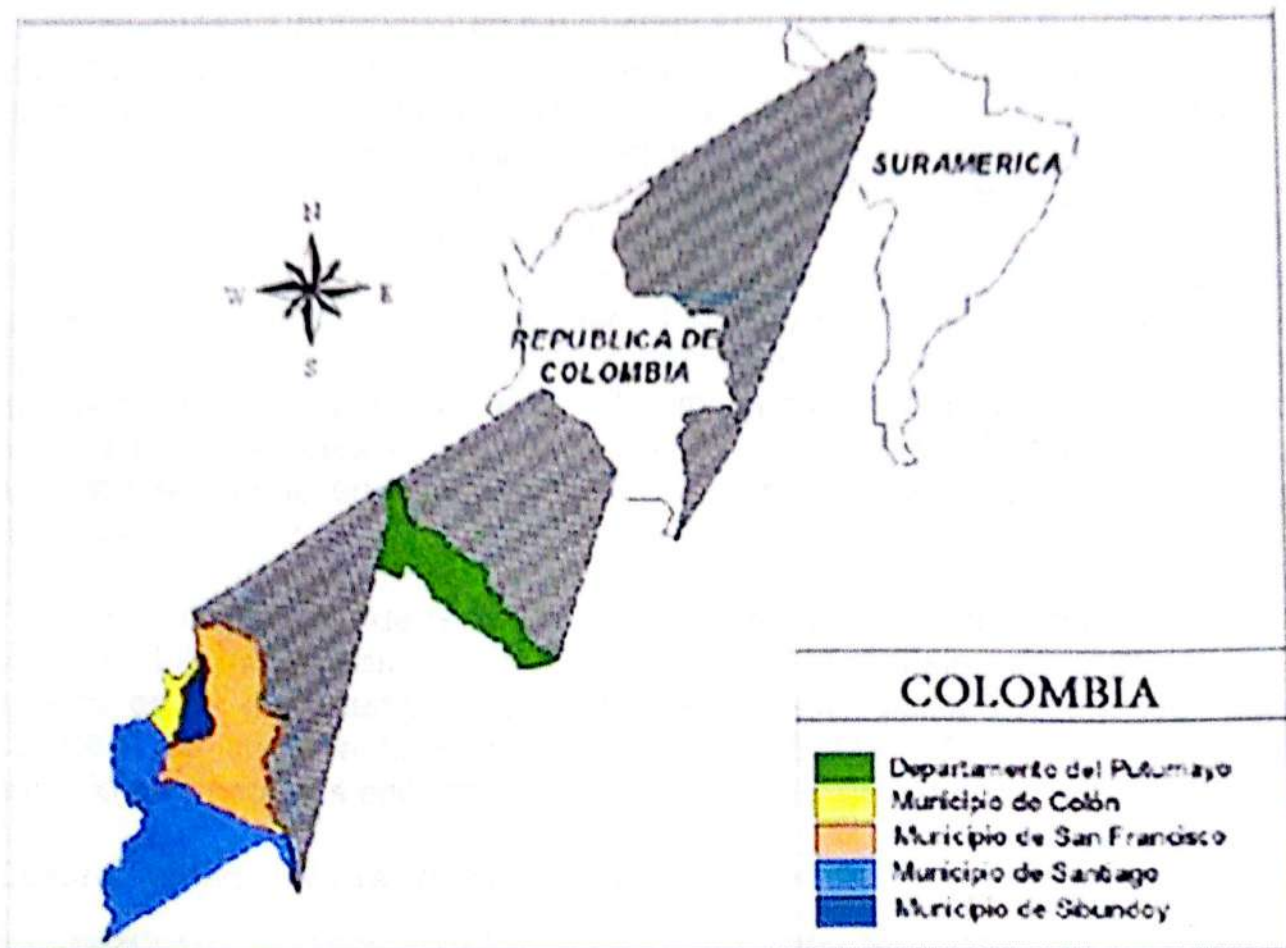 SURAMERICA
N
W E
S
REPUBLICA DE
COLOMBIA
COLOMBIA
Departamento del Putumayo
Municipio de Colón
Municipio de San Francisco
Municipio de Santiago
Municipio de Sibundoy